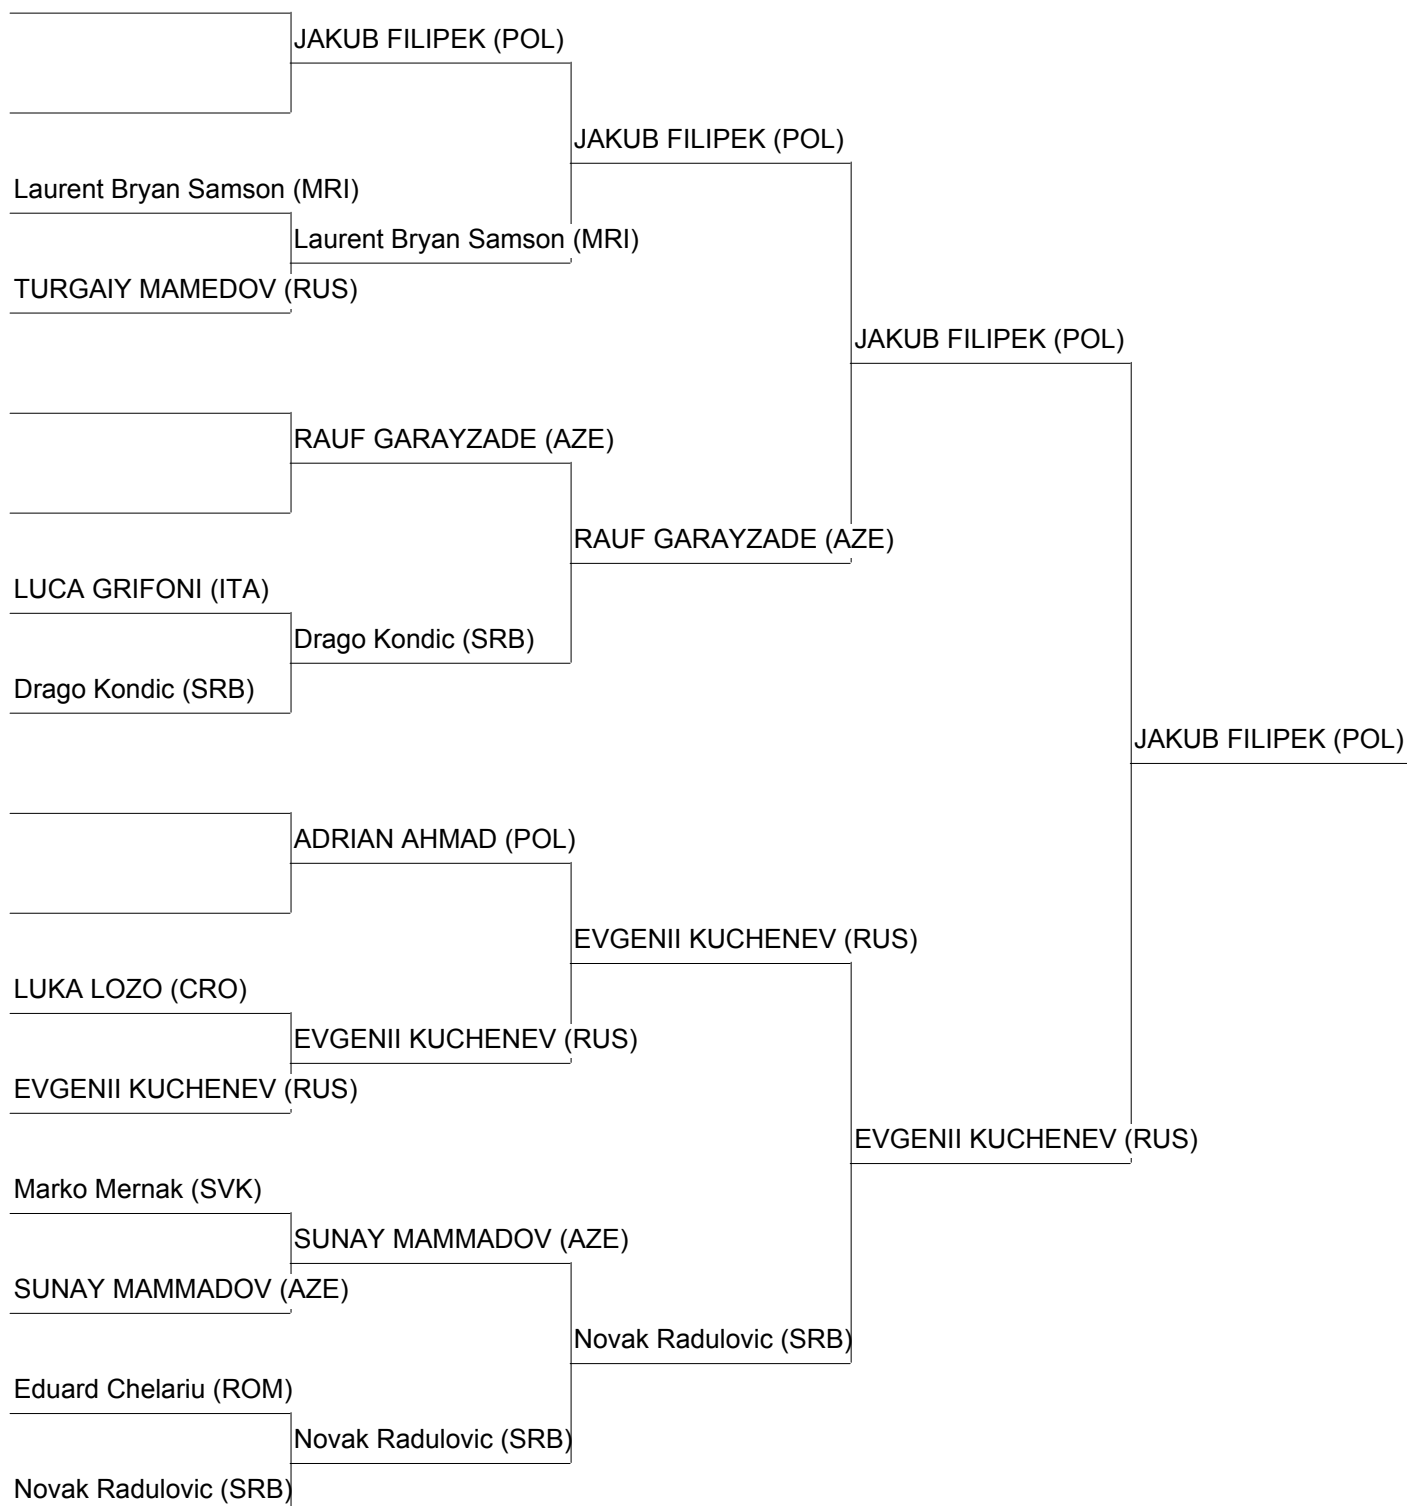 JAKUB FILIPEK (POL)
JAKUB FILIPEK (POL)
Laurent Bryan Samson (MRI)
Laurent Bryan Samson (MRI)
TURGAIY MAMEDOV (RUS)
JAKUB FILIPEK (POL)
RAUF GARAYZADE (AZE)
RAUF GARAYZADE (AZE)
LUCA GRIFONI (ITA)
Drago Kondic (SRB)
Drago Kondic (SRB)
JAKUB FILIPEK (POL)
ADRIAN AHMAD (POL)
EVGENII KUCHENEV (RUS)
LUKA LOZO (CRO)
EVGENII KUCHENEV (RUS)
EVGENII KUCHENEV (RUS)
EVGENII KUCHENEV (RUS)
Marko Mernak (SVK)
SUNAY MAMMADOV (AZE)
SUNAY MAMMADOV (AZE)
Novak Radulovic (SRB)
Eduard Chelariu (ROM)
Novak Radulovic (SRB)
Novak Radulovic (SRB)